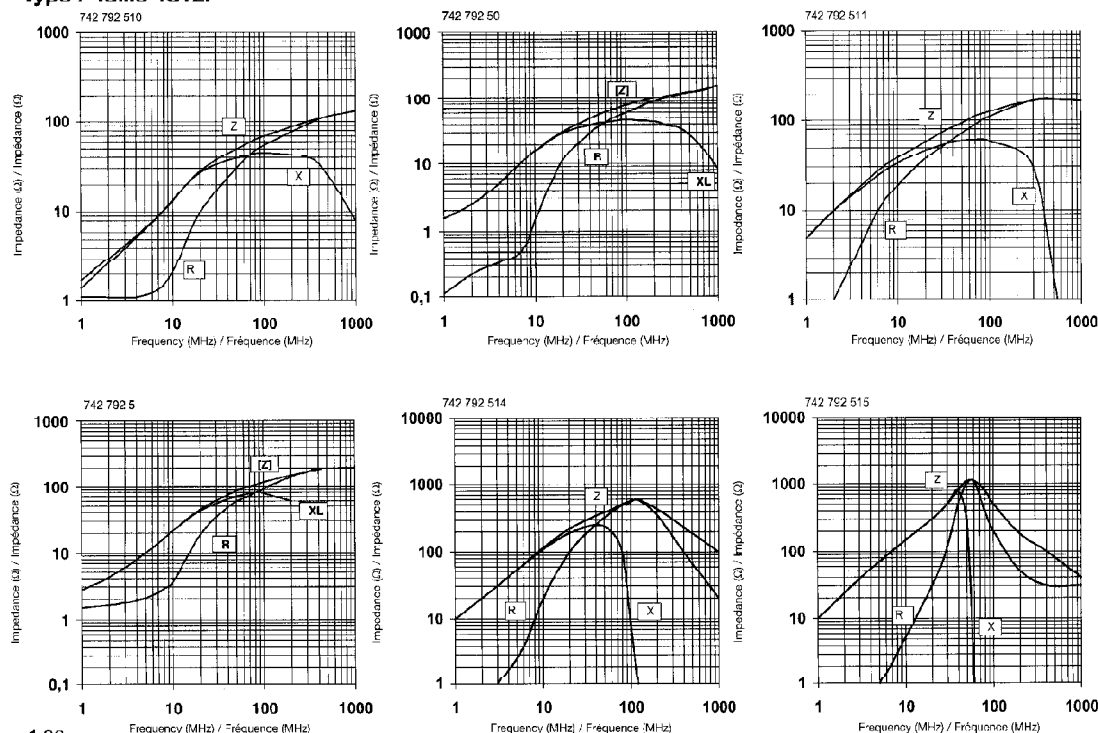 742 792 510
1000
100
10
1
1 10 100 1000
Impedance (Ω) / Impédance (Ω)
Frequency (MHz) / Fréquence (MHz)
Z
X
R
742 792 50
1000
100
10
1
0,1
1 10 100 1000
Impedance (Ω) / Impédance (Ω)
Frequency (MHz) / Fréquence (MHz)
[Z]
R
XL
742 792 511
1000
100
10
1
1 10 100 1000
Impedance (Ω) / Impédance (Ω)
Frequency (MHz) / Fréquence (MHz)
Z
X
R
742 792 5
1000
100
10
1
0,1
1 10 100 1000
Impedance (Ω) / Impédance (Ω)
Frequency (MHz) / Fréquence (MHz)
[Z]
XL
R
742 792 514
10000
1000
100
10
1
1 10 100 1000
Impedance (Ω) / Impédance (Ω)
Frequency (MHz) / Fréquence (MHz)
Z
R
X
742 792 515
10000
1000
100
10
1
1 10 100 1000
Impedance (Ω) / Impédance (Ω)
Frequency (MHz) / Fréquence (MHz)
Z
R
X